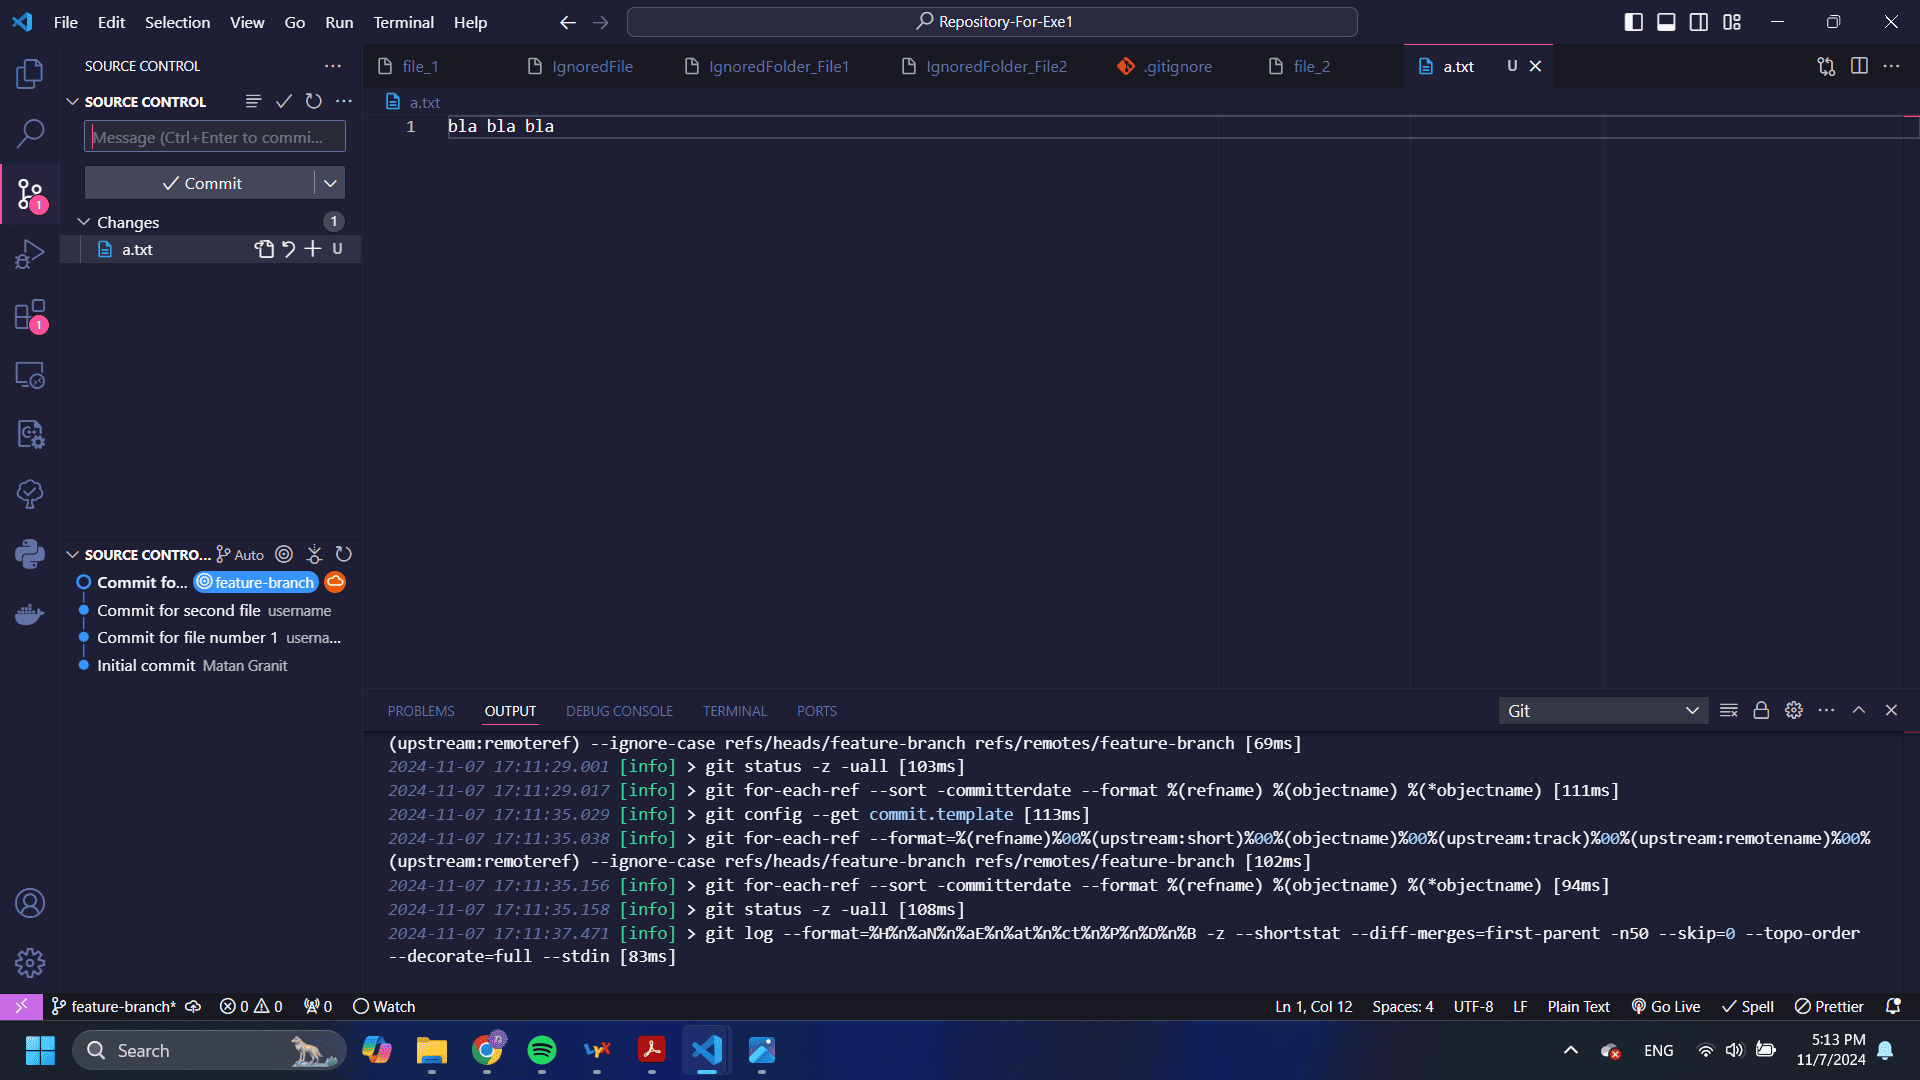 File Edit Selection View Go Run Terminal Help
Repository-For-Exe1
SOURCE CONTROL
SOURCE CONTROL
Message (Ctrl+Enter to commi...
Commit
Changes 1
a.txt U
1
1
SOURCE CONTRO... Auto
Commit fo... feature-branch
Commit for second file username
Commit for file number 1 userna...
Initial commit Matan Granit
file_1 IgnoredFile IgnoredFolder_File1 IgnoredFolder_File2 .gitignore file_2 a.txt U
a.txt
1 bla bla bla
PROBLEMS OUTPUT DEBUG CONSOLE TERMINAL PORTS Git
(upstream:remoteref) --ignore-case refs/heads/feature-branch refs/remotes/feature-branch [69ms]
2024-11-07 17:11:29.001 [info] > git status -z -uall [103ms]
2024-11-07 17:11:29.017 [info] > git for-each-ref --sort -committerdate --format %(refname) %(objectname) %(*objectname) [111ms]
2024-11-07 17:11:35.029 [info] > git config --get commit.template [113ms]
2024-11-07 17:11:35.038 [info] > git for-each-ref --format=%(refname)%00%(upstream:short)%00%(objectname)%00%(upstream:track)%00%(upstream:remotename)%00%
(upstream:remoteref) --ignore-case refs/heads/feature-branch refs/remotes/feature-branch [102ms]
2024-11-07 17:11:35.156 [info] > git for-each-ref --sort -committerdate --format %(refname) %(objectname) %(*objectname) [94ms]
2024-11-07 17:11:35.158 [info] > git status -z -uall [108ms]
2024-11-07 17:11:37.471 [info] > git log --format=%H%n%aN%n%aE%n%at%n%ct%n%P%n%D%n%B -z --shortstat --diff-merges=first-parent -n50 --skip=0 --topo-order
--decorate=full --stdin [83ms]
feature-branch* 0 0 0 Watch Ln 1, Col 12 Spaces: 4 UTF-8 LF Plain Text Go Live Spell Prettier
Search ENG 5:13 PM
11/7/2024